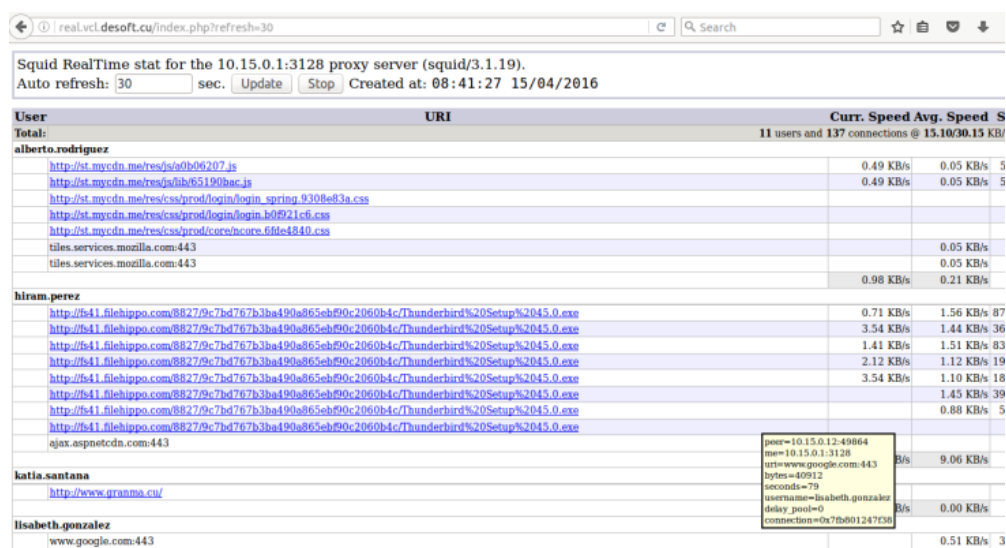 real.vcl.desoft.cu/index.php?refresh=30
Search
Squid RealTime stat for the 10.15.0.1:3128 proxy server (squid/3.1.19).
Auto refresh: 30 sec. Update Stop Created at: 08:41:27 15/04/2016
User URI Curr. Speed Avg. Speed S
Total: 11 users and 137 connections @ 15.10/30.15 KB/
alberto.rodriguez
http://st.mycdn.me/res/js/a0b06207.js 0.49 KB/s 0.05 KB/s 5
http://st.mycdn.me/res/js/lib/65190bac.js 0.49 KB/s 0.05 KB/s 5
http://st.mycdn.me/res/css/prod/login/login_spring.9308e83a.css
http://st.mycdn.me/res/css/prod/login/login.b0f921c6.css
http://st.mycdn.me/res/css/prod/core/ncore.6fde4840.css
tiles.services.mozilla.com:443 0.05 KB/s
tiles.services.mozilla.com:443 0.05 KB/s
0.98 KB/s 0.21 KB/s
hiram.perez
http://fs41.filehippo.com/8827/9c7bd767b3ba490a865ebf90c2060b4c/Thunderbird%20Setup%2045.0.exe 0.71 KB/s 1.56 KB/s 87
http://fs41.filehippo.com/8827/9c7bd767b3ba490a865ebf90c2060b4c/Thunderbird%20Setup%2045.0.exe 3.54 KB/s 1.44 KB/s 36
http://fs41.filehippo.com/8827/9c7bd767b3ba490a865ebf90c2060b4c/Thunderbird%20Setup%2045.0.exe 1.41 KB/s 1.51 KB/s 83
http://fs41.filehippo.com/8827/9c7bd767b3ba490a865ebf90c2060b4c/Thunderbird%20Setup%2045.0.exe 2.12 KB/s 1.12 KB/s 19
http://fs41.filehippo.com/8827/9c7bd767b3ba490a865ebf90c2060b4c/Thunderbird%20Setup%2045.0.exe 3.54 KB/s 1.10 KB/s 18
http://fs41.filehippo.com/8827/9c7bd767b3ba490a865ebf90c2060b4c/Thunderbird%20Setup%2045.0.exe 1.45 KB/s 39
http://fs41.filehippo.com/8827/9c7bd767b3ba490a865ebf90c2060b4c/Thunderbird%20Setup%2045.0.exe 0.88 KB/s 5
http://fs41.filehippo.com/8827/9c7bd767b3ba490a865ebf90c2060b4c/Thunderbird%20Setup%2045.0.exe
ajax.aspnetcdn.com:443
B/s 9.06 KB/s
katia.santana
http://www.granma.cu/
B/s 0.00 KB/s
lisabeth.gonzalez
www.google.com:443 0.51 KB/s 3
peer=10.15.0.12:49864
me=10.15.0.1:3128
uri=www.google.com:443
bytes=40912
seconds=79
username=lisabeth.gonzalez
delay_pool=0
connection=0x7fb801247f38